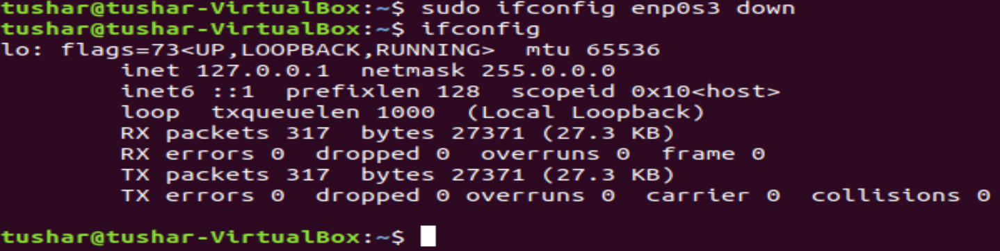 tushar@tushar-VirtualBox:~$ sudo ifconfig enp0s3 down
tushar@tushar-VirtualBox:~$ ifconfig
lo: flags=73<UP,LOOPBACK,RUNNING>  mtu 65536
        inet 127.0.0.1  netmask 255.0.0.0
        inet6 ::1  prefixlen 128  scopeid 0x10<host>
        loop  txqueuelen 1000  (Local Loopback)
        RX packets 317  bytes 27371 (27.3 KB)
        RX errors 0  dropped 0  overruns 0  frame 0
        TX packets 317  bytes 27371 (27.3 KB)
        TX errors 0  dropped 0 overruns 0  carrier 0  collisions 0
tushar@tushar-VirtualBox:~$